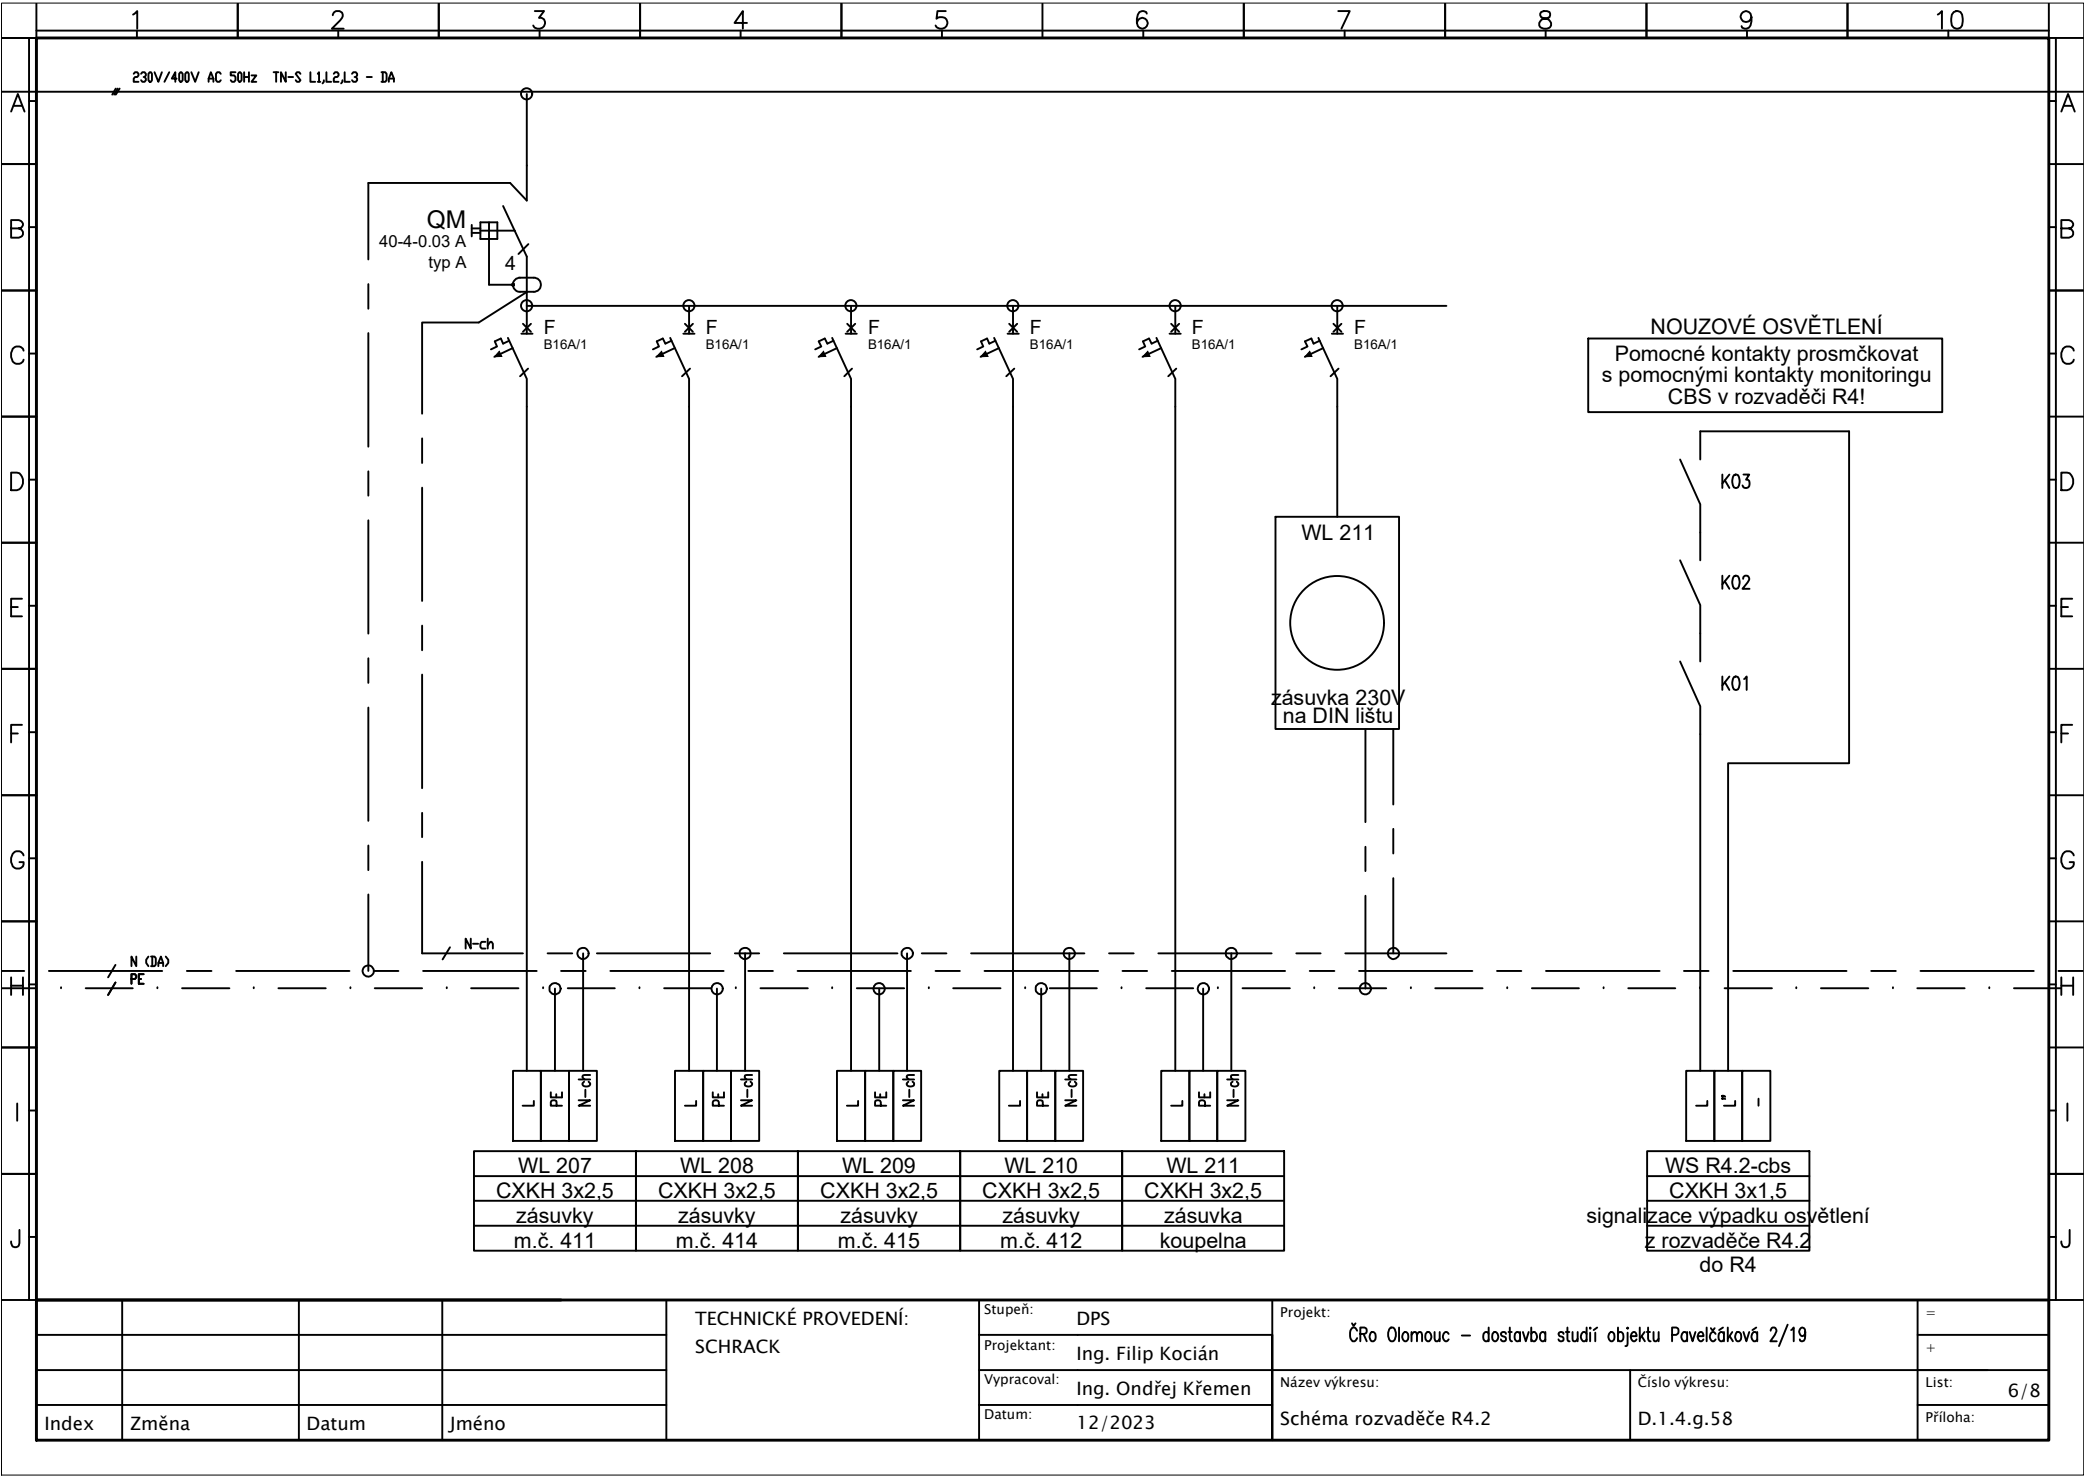 1 2 3 4 5 6 7 8 9 10
230V/400V AC 50Hz TN-S L1,L2,L3 - DA
A A
B B
C C
D D
E E
F F
G G
H H
I I
J J
QM
40-4-0.03 A
typ A
4
F F F F F F
B16A/1 B16A/1 B16A/1 B16A/1 B16A/1 B16A/1
NOUZOVÉ OSVĚTLENÍ
Pomocné kontakty prosmčkovat
s pomocnými kontakty monitoringu
CBS v rozvaděči R4!
K03
K02
K01
WL 211
zásuvka 230V
na DIN lištu
N-ch
N (DA)
PE
L PE N-ch L PE N-ch L PE N-ch L PE N-ch L PE N-ch L L" -
WL 207 WL 208 WL 209 WL 210 WL 211
CXKH 3x2,5 CXKH 3x2,5 CXKH 3x2,5 CXKH 3x2,5 CXKH 3x2,5
zásuvky zásuvky zásuvky zásuvky zásuvka
m.č. 411 m.č. 414 m.č. 415 m.č. 412 koupelna
WS R4.2-cbs
CXKH 3x1,5
signalizace výpadku osvětlení
z rozvaděče R4.2
do R4
Index Změna Datum Jméno
TECHNICKÉ PROVEDENÍ:
SCHRACK
Stupeň: DPS
Projektant: Ing. Filip Kocián
Vypracoval: Ing. Ondřej Křemen
Datum: 12/2023
Projekt:
ČRo Olomouc – dostavba studií objektu Pavelčáková 2/19
Název výkresu:
Schéma rozvaděče R4.2
Číslo výkresu:
D.1.4.g.58
=
+
List: 6/8
Příloha: